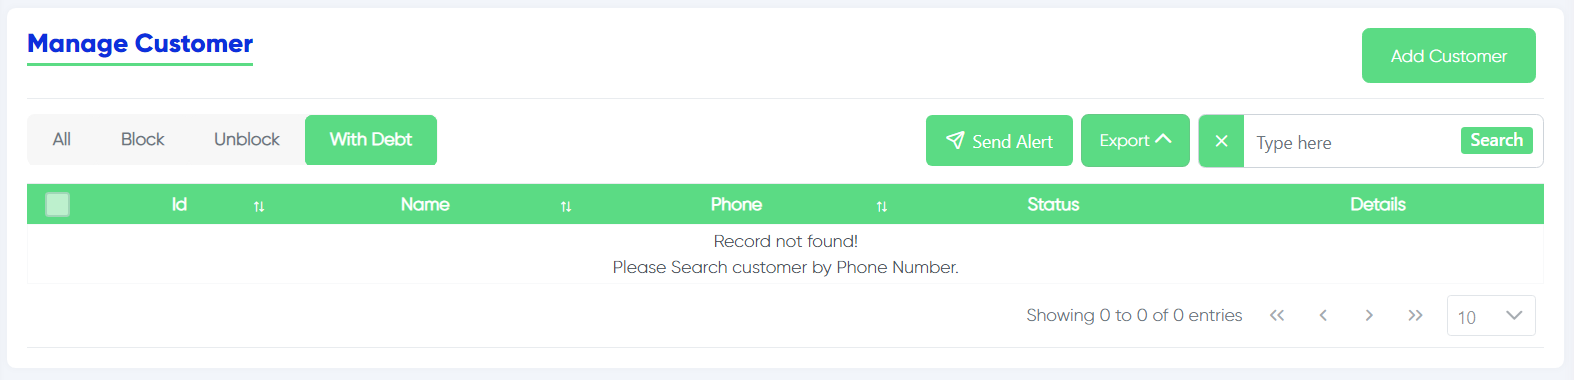 Manage Customer
Add Customer
All Block Unblock With Debt
Send Alert Export Type here Search
Id Name Phone Status Details
Record not found!
Please Search customer by Phone Number.
Showing 0 to 0 of 0 entries 10